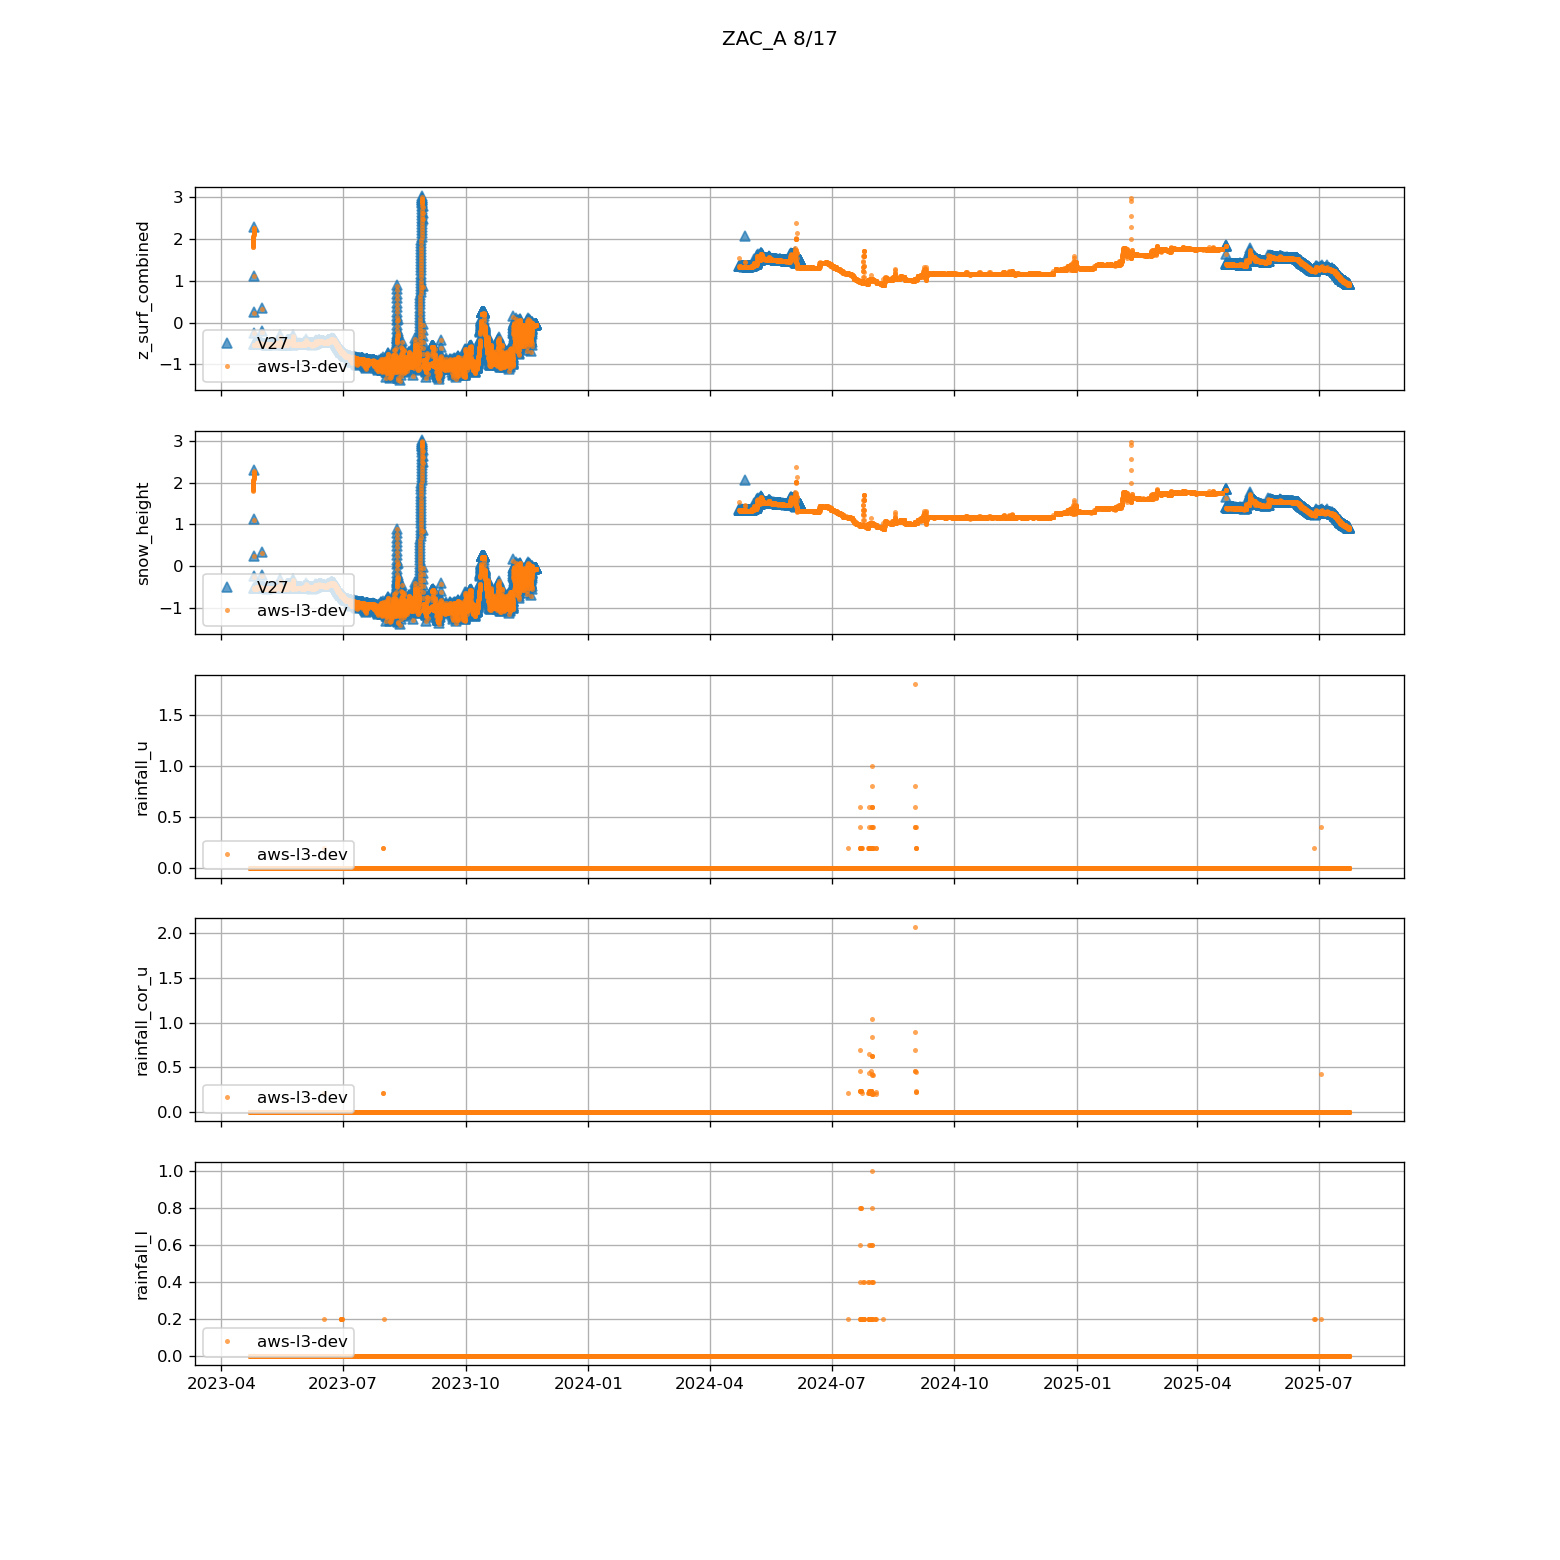 ZAC_A 8/17
z_surf_combined
3
2
1
0
−1
V27
aws-l3-dev
snow_height
3
2
1
0
−1
V27
aws-l3-dev
rainfall_u
1.5
1.0
0.5
0.0
aws-l3-dev
rainfall_cor_u
2.0
1.5
1.0
0.5
0.0
aws-l3-dev
rainfall_l
1.0
0.8
0.6
0.4
0.2
0.0
aws-l3-dev
2023-04 2023-07 2023-10 2024-01 2024-04 2024-07 2024-10 2025-01 2025-04 2025-07